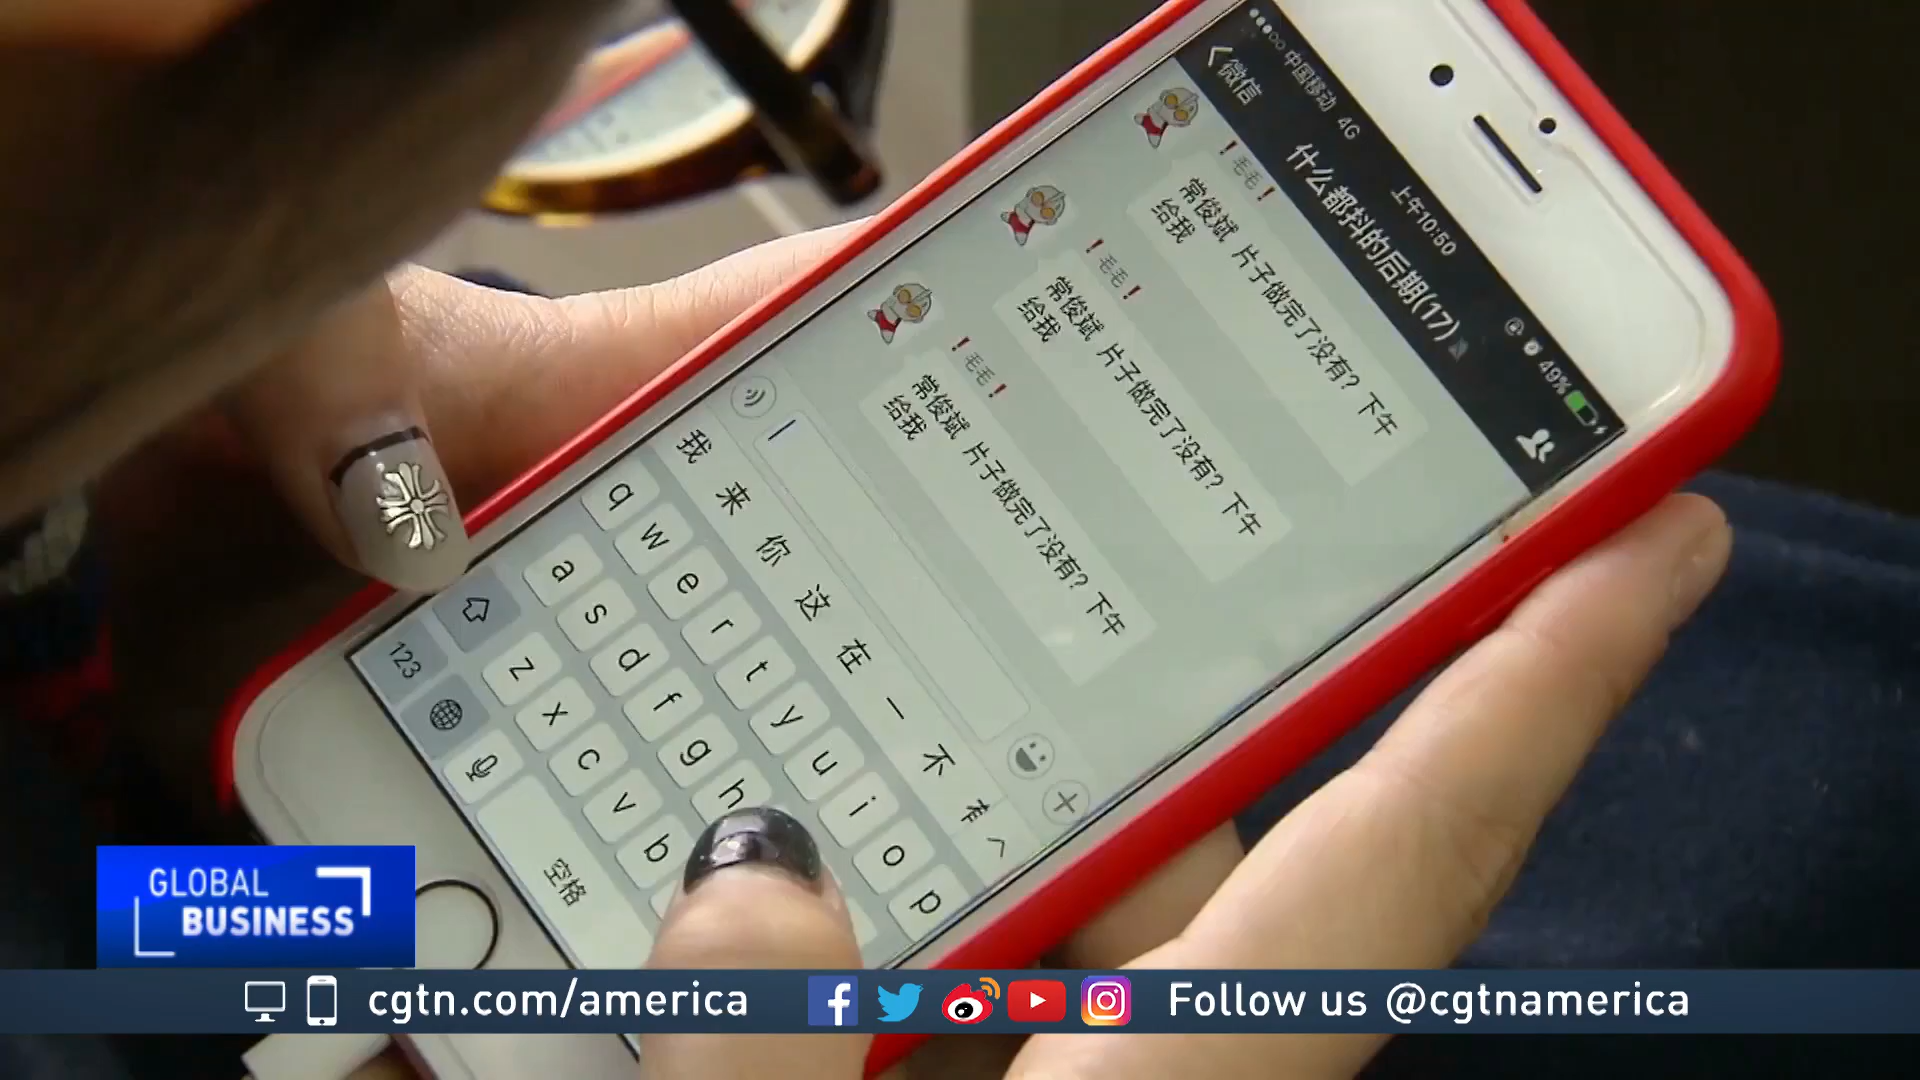 中国移动 4G
上午10:50
49%
微信
什么都抖的后期(17)
❗毛毛❗
常俊斌 片子做完了没有? 下午
给我
❗毛毛❗
常俊斌 片子做完了没有? 下午
给我
❗毛毛❗
常俊斌 片子做完了没有? 下午
给我
我 来 你 这 在 一 不 有
q w e r t y u i o p
a s d f g h
z x c v b
123
空格
GLOBAL
BUSINESS
cgtn.com/america
Follow us @cgtnamerica